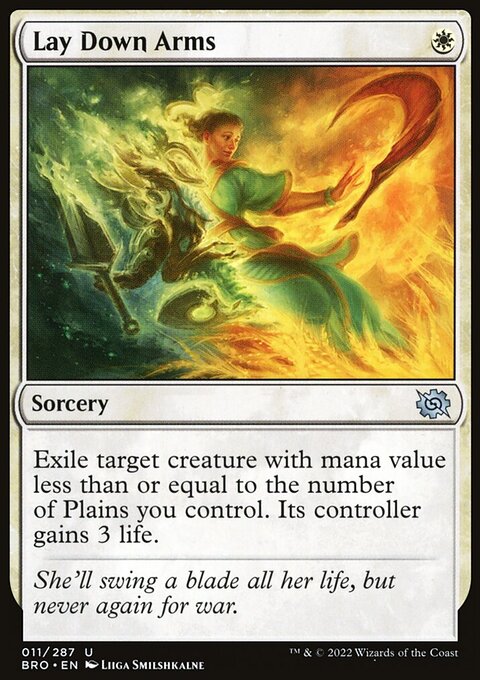 Lay Down Arms
Sorcery
Exile target creature with mana value
less than or equal to the number
of Plains you control. Its controller
gains 3 life.
She'll swing a blade all her life, but
never again for war.
011/287 U
BRO • EN Liiga Smilshkalne
™ & © 2022 Wizards of the Coast